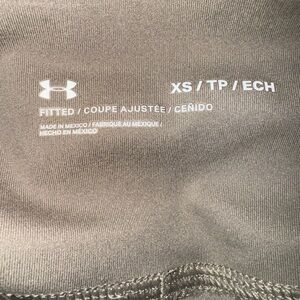 XS / TP / ECH
FITTED / COUPE AJUSTÉE / CEÑIDO
MADE IN MEXICO / FABRIQUÉ AU MEXIQUE /
HECHO EN MÉXICO